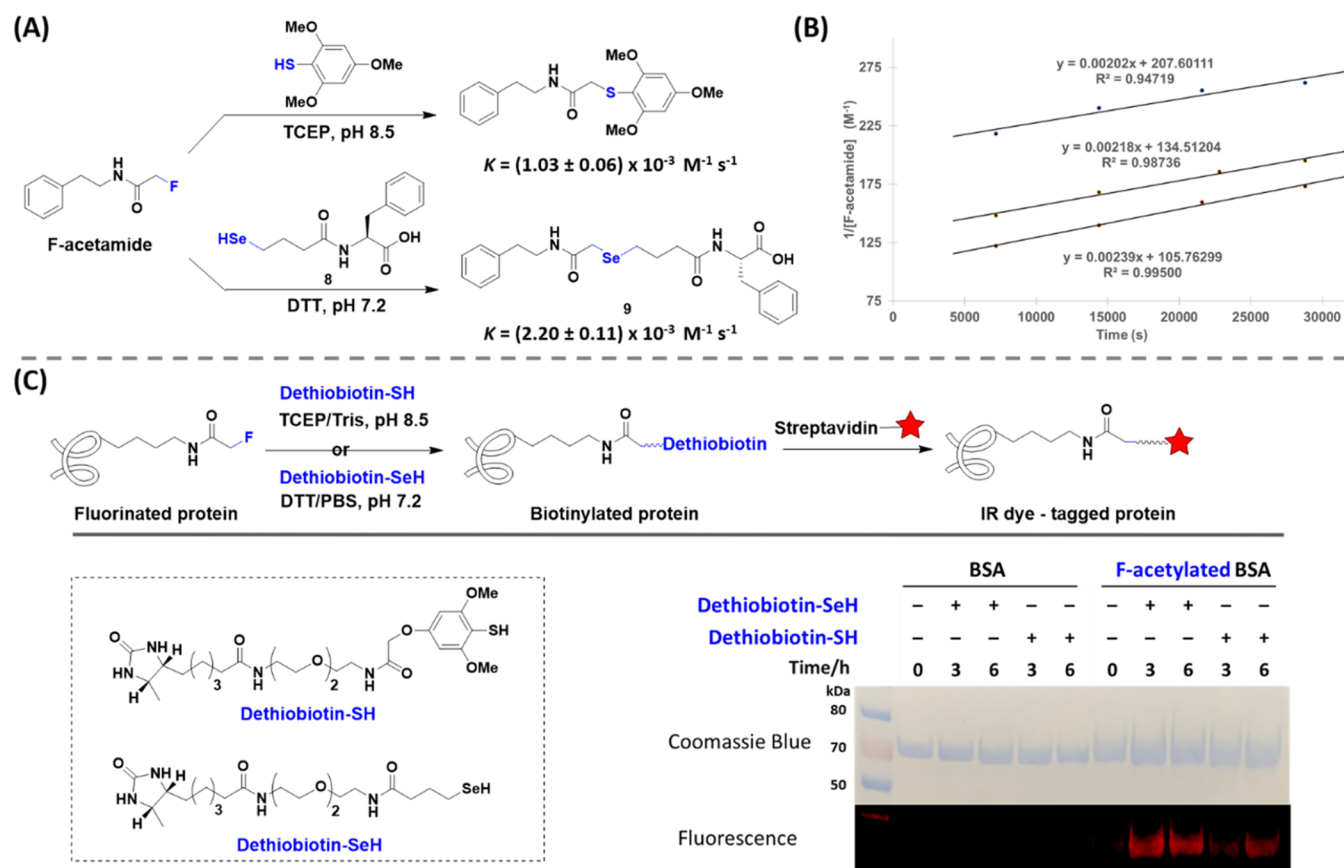 (A)
MeO
HS
OMe
MeO
TCEP, pH 8.5
H
N
O
S
MeO
OMe
MeO
K = (1.03 ± 0.06) x 10-3 M-1 s-1
H
N
F
O
F-acetamide
HSe
O
N
H
OH
O
8
DTT, pH 7.2
H
N
O
Se
O
H
N
O
OH
9
K = (2.20 ± 0.11) x 10-3 M-1 s-1
(B)
1/[F-acetamide] (M-1)
275
225
175
125
75
y = 0.00202x + 207.60111
R² = 0.94719
y = 0.00218x + 134.51204
R² = 0.98736
y = 0.00239x + 105.76299
R² = 0.99500
0 5000 10000 15000 20000 25000 30000
Time (s)
(C)
O
F
N
H
Fluorinated protein
Dethiobiotin-SH
TCEP/Tris, pH 8.5
or
Dethiobiotin-SeH
DTT/PBS, pH 7.2
O
N
H
Dethiobiotin
Biotinylated protein
Streptavidin
O
N
H
IR dye - tagged protein
O
NH
H
HN
H
3
O
N
H
O
2
H
N
O
O
OMe
SH
OMe
Dethiobiotin-SH
O
NH
H
HN
H
3
O
N
H
O
2
N
H
O
SeH
Dethiobiotin-SeH
BSA F-acetylated BSA
Dethiobiotin-SeH – + + – – – + + – –
Dethiobiotin-SH – – – + + – – – + +
Time/h 0 3 6 3 6 0 3 6 3 6
kDa
80
70
50
Coomassie Blue
Fluorescence